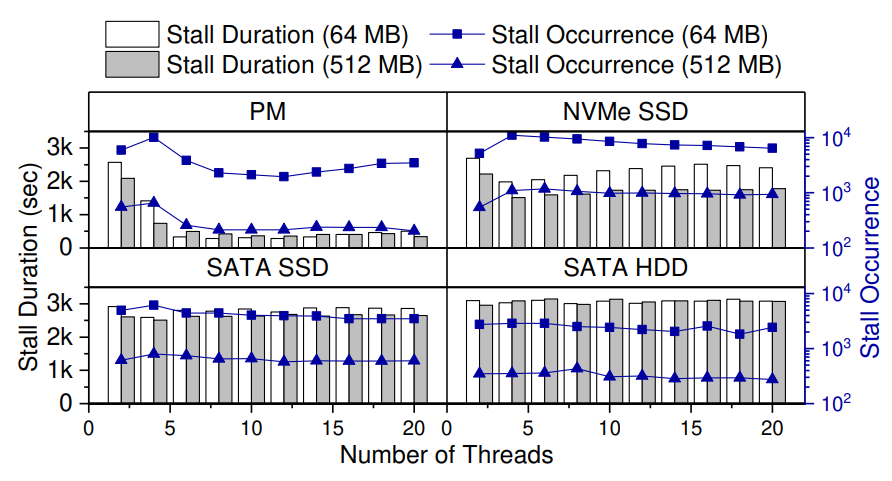 Stall Duration (64 MB) Stall Occurrence (64 MB)
Stall Duration (512 MB) Stall Occurrence (512 MB)
PM NVMe SSD
3k
2k
1k
0
10^4
10^3
10^2
SATA SSD SATA HDD
3k
2k
1k
0
10^4
10^3
10^2
0 5 10 15 20 0 5 10 15 20
Number of Threads
Stall Duration (sec)
Stall Occurrence